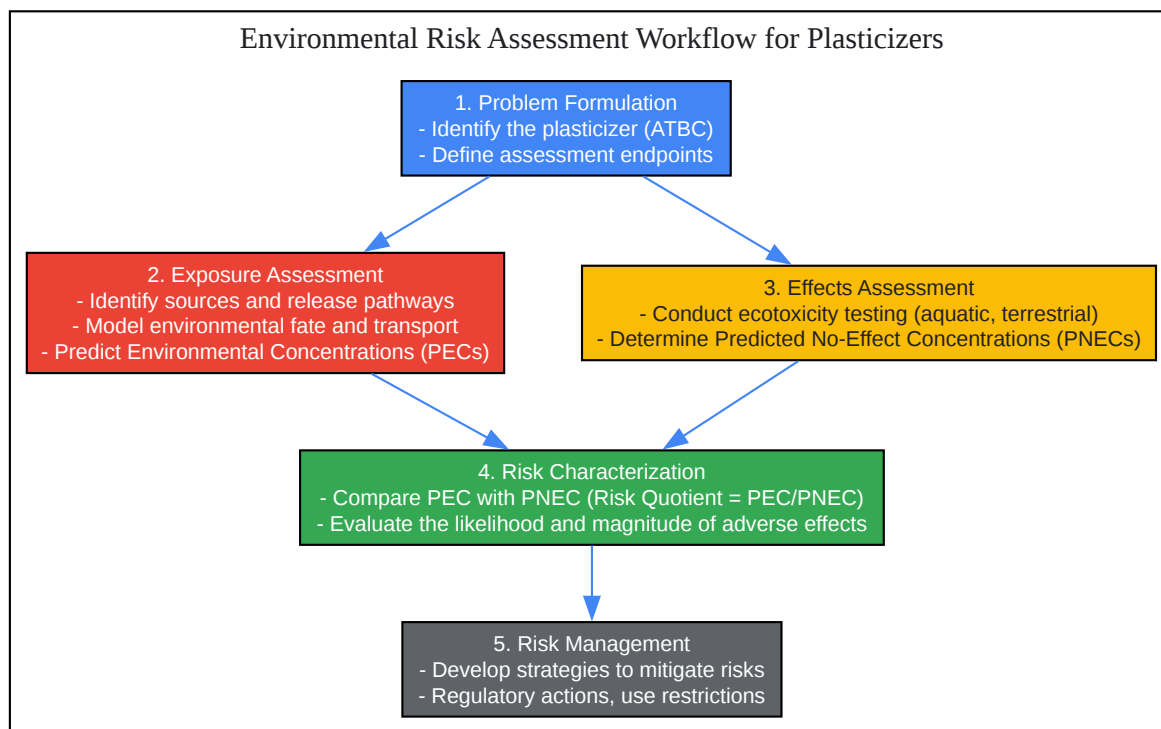 Environmental Risk Assessment Workflow for Plasticizers
1. Problem Formulation
- Identify the plasticizer (ATBC)
- Define assessment endpoints
2. Exposure Assessment
- Identify sources and release pathways
- Model environmental fate and transport
- Predict Environmental Concentrations (PECs)
3. Effects Assessment
- Conduct ecotoxicity testing (aquatic, terrestrial)
- Determine Predicted No-Effect Concentrations (PNECs)
4. Risk Characterization
- Compare PEC with PNEC (Risk Quotient = PEC/PNEC)
- Evaluate the likelihood and magnitude of adverse effects
5. Risk Management
- Develop strategies to mitigate risks
- Regulatory actions, use restrictions